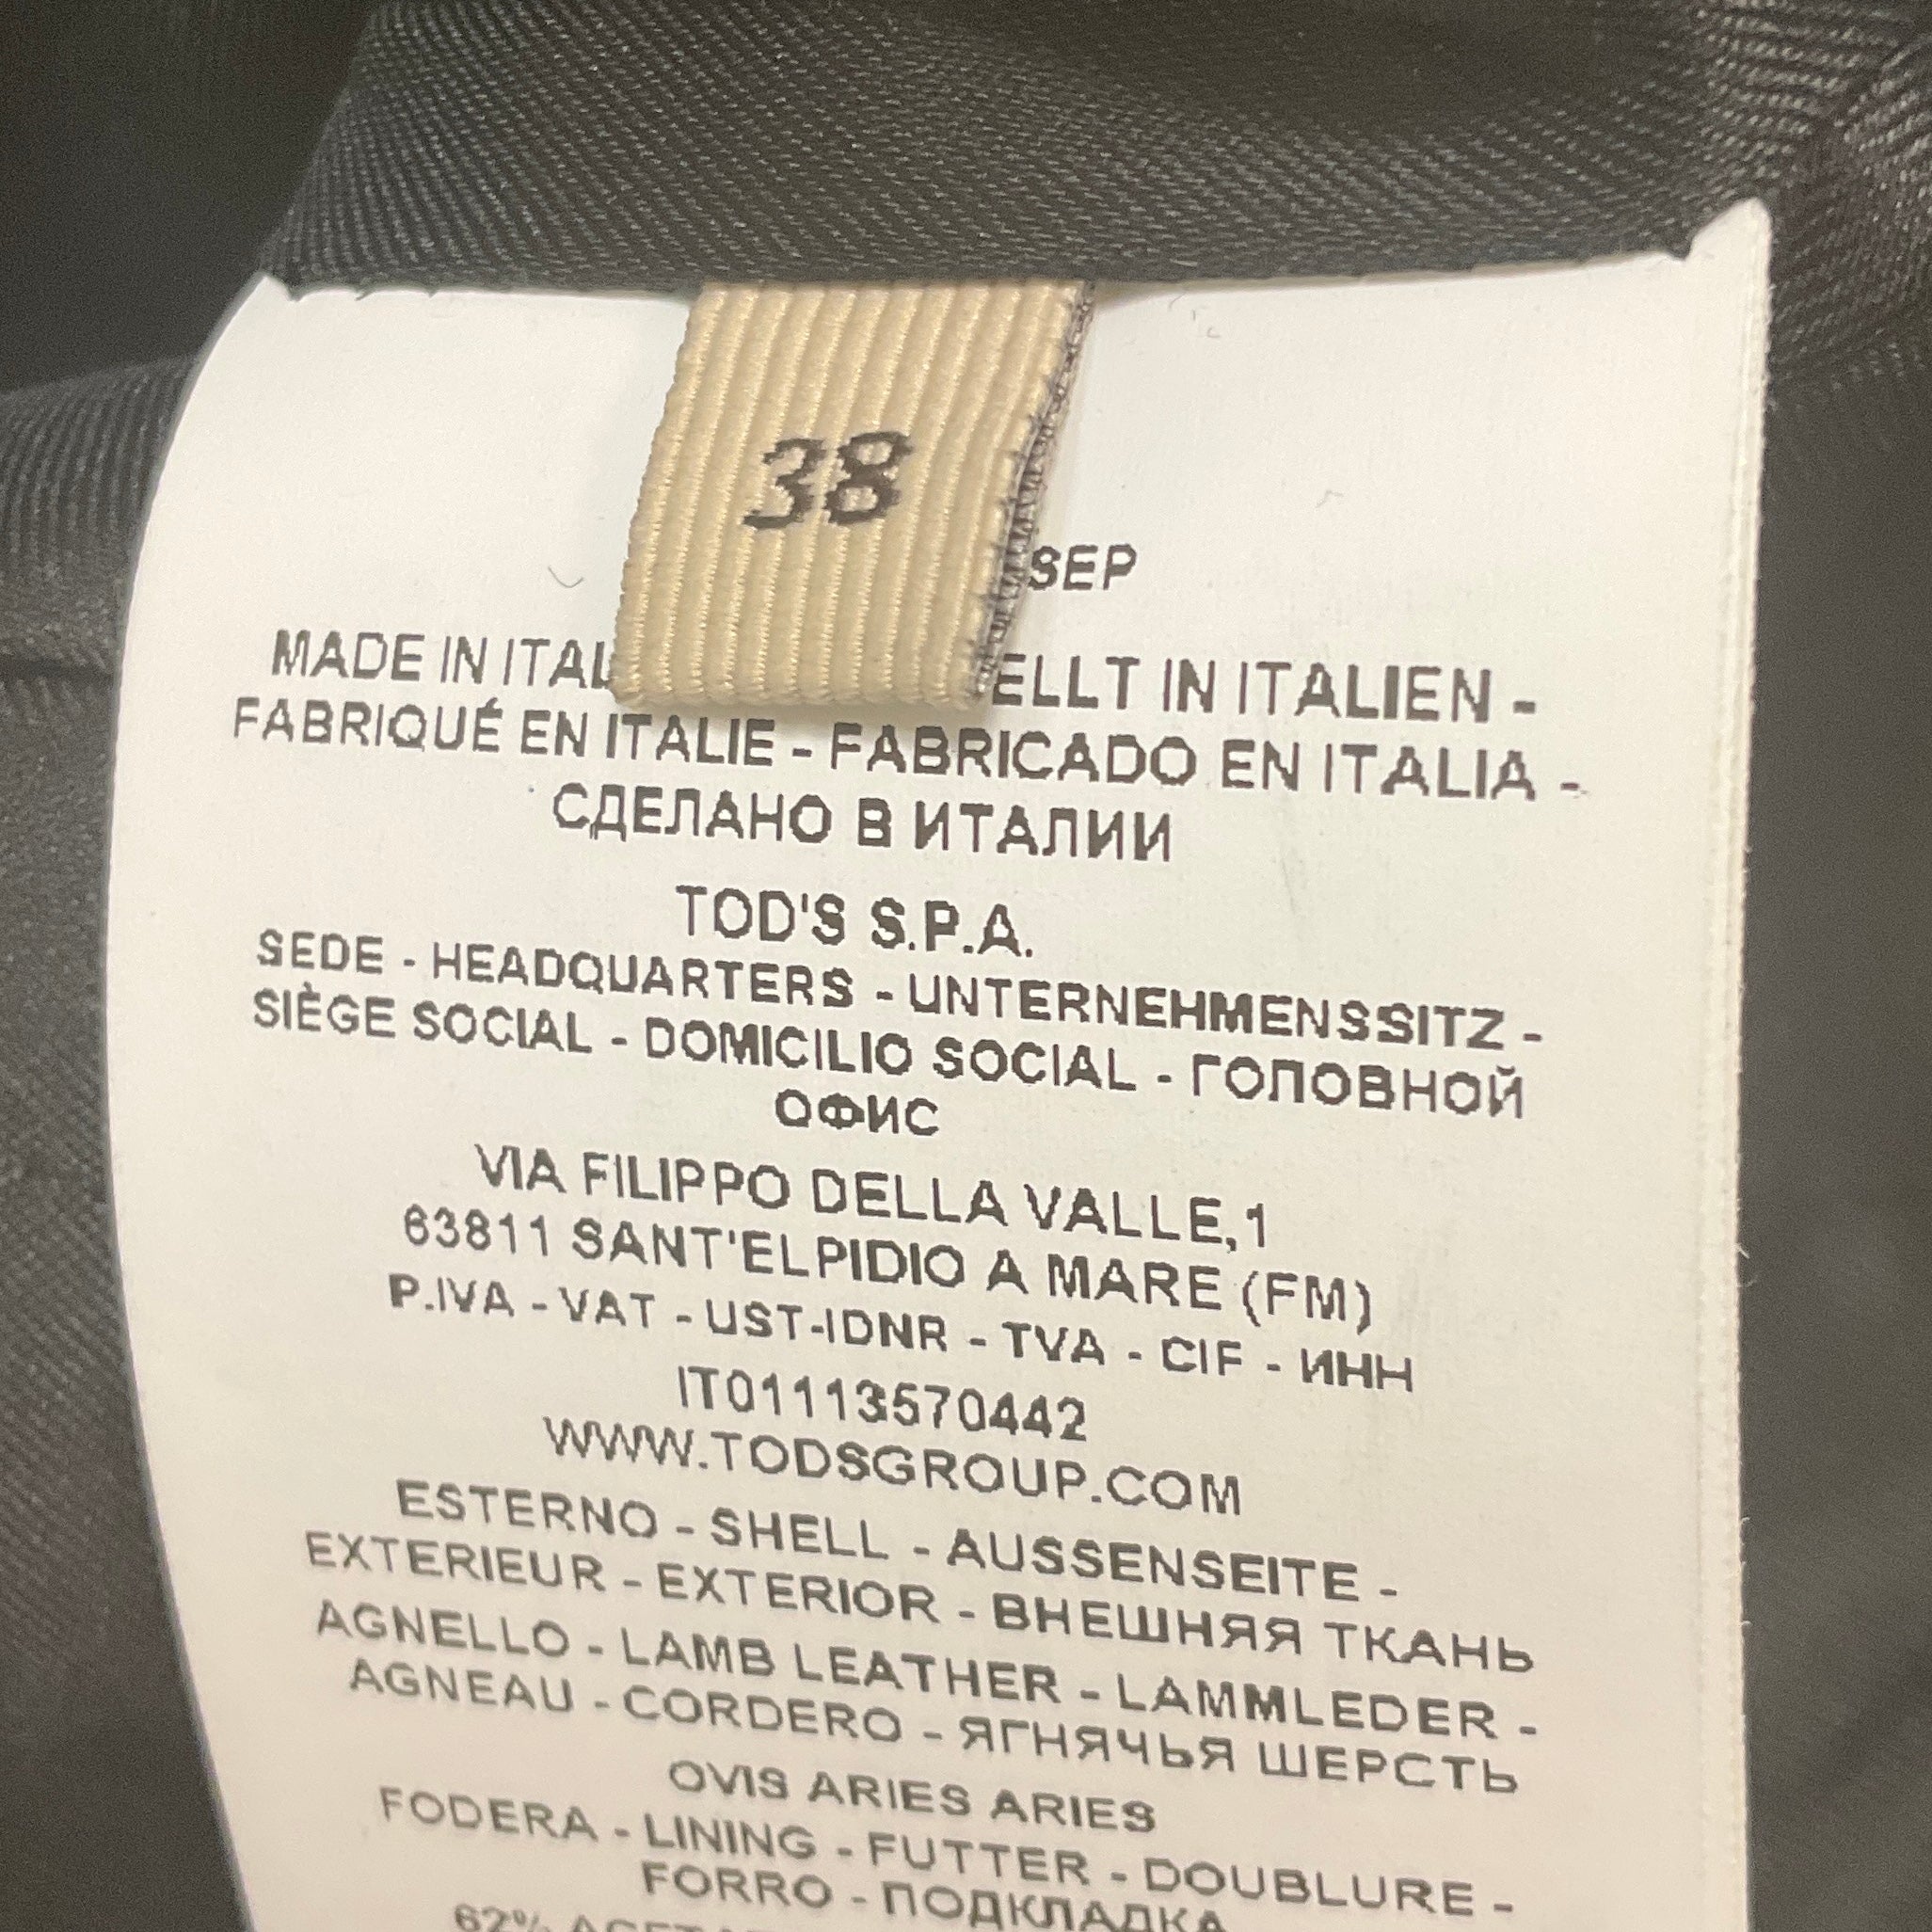 38
SEP
MADE IN ITAL ELLT IN ITALIEN -
FABRIQUÉ EN ITALIE - FABRICADO EN ITALIA -
СДЕЛАНО В ИТАЛИИ
TOD'S S.P.A.
SEDE - HEADQUARTERS - UNTERNEHMENSSITZ -
SIÈGE SOCIAL - DOMICILIO SOCIAL - ГОЛОВНОЙ
ОФИС
VIA FILIPPO DELLA VALLE,1
63811 SANT'ELPIDIO A MARE (FM)
P.IVA - VAT - UST-IDNR - TVA - CIF - ИНН
IT01113570442
WWW.TODSGROUP.COM
ESTERNO - SHELL - AUSSENSEITE -
EXTERIEUR - EXTERIOR - ВНЕШНЯЯ ТКАНЬ
AGNELLO - LAMB LEATHER - LAMMLEDER -
AGNEAU - CORDERO - ЯГНЯЧЬЯ ШЕРСТЬ
OVIS ARIES ARIES
FODERA - LINING - FUTTER - DOUBLURE -
FORRO - ПОДКЛАДКА
62%